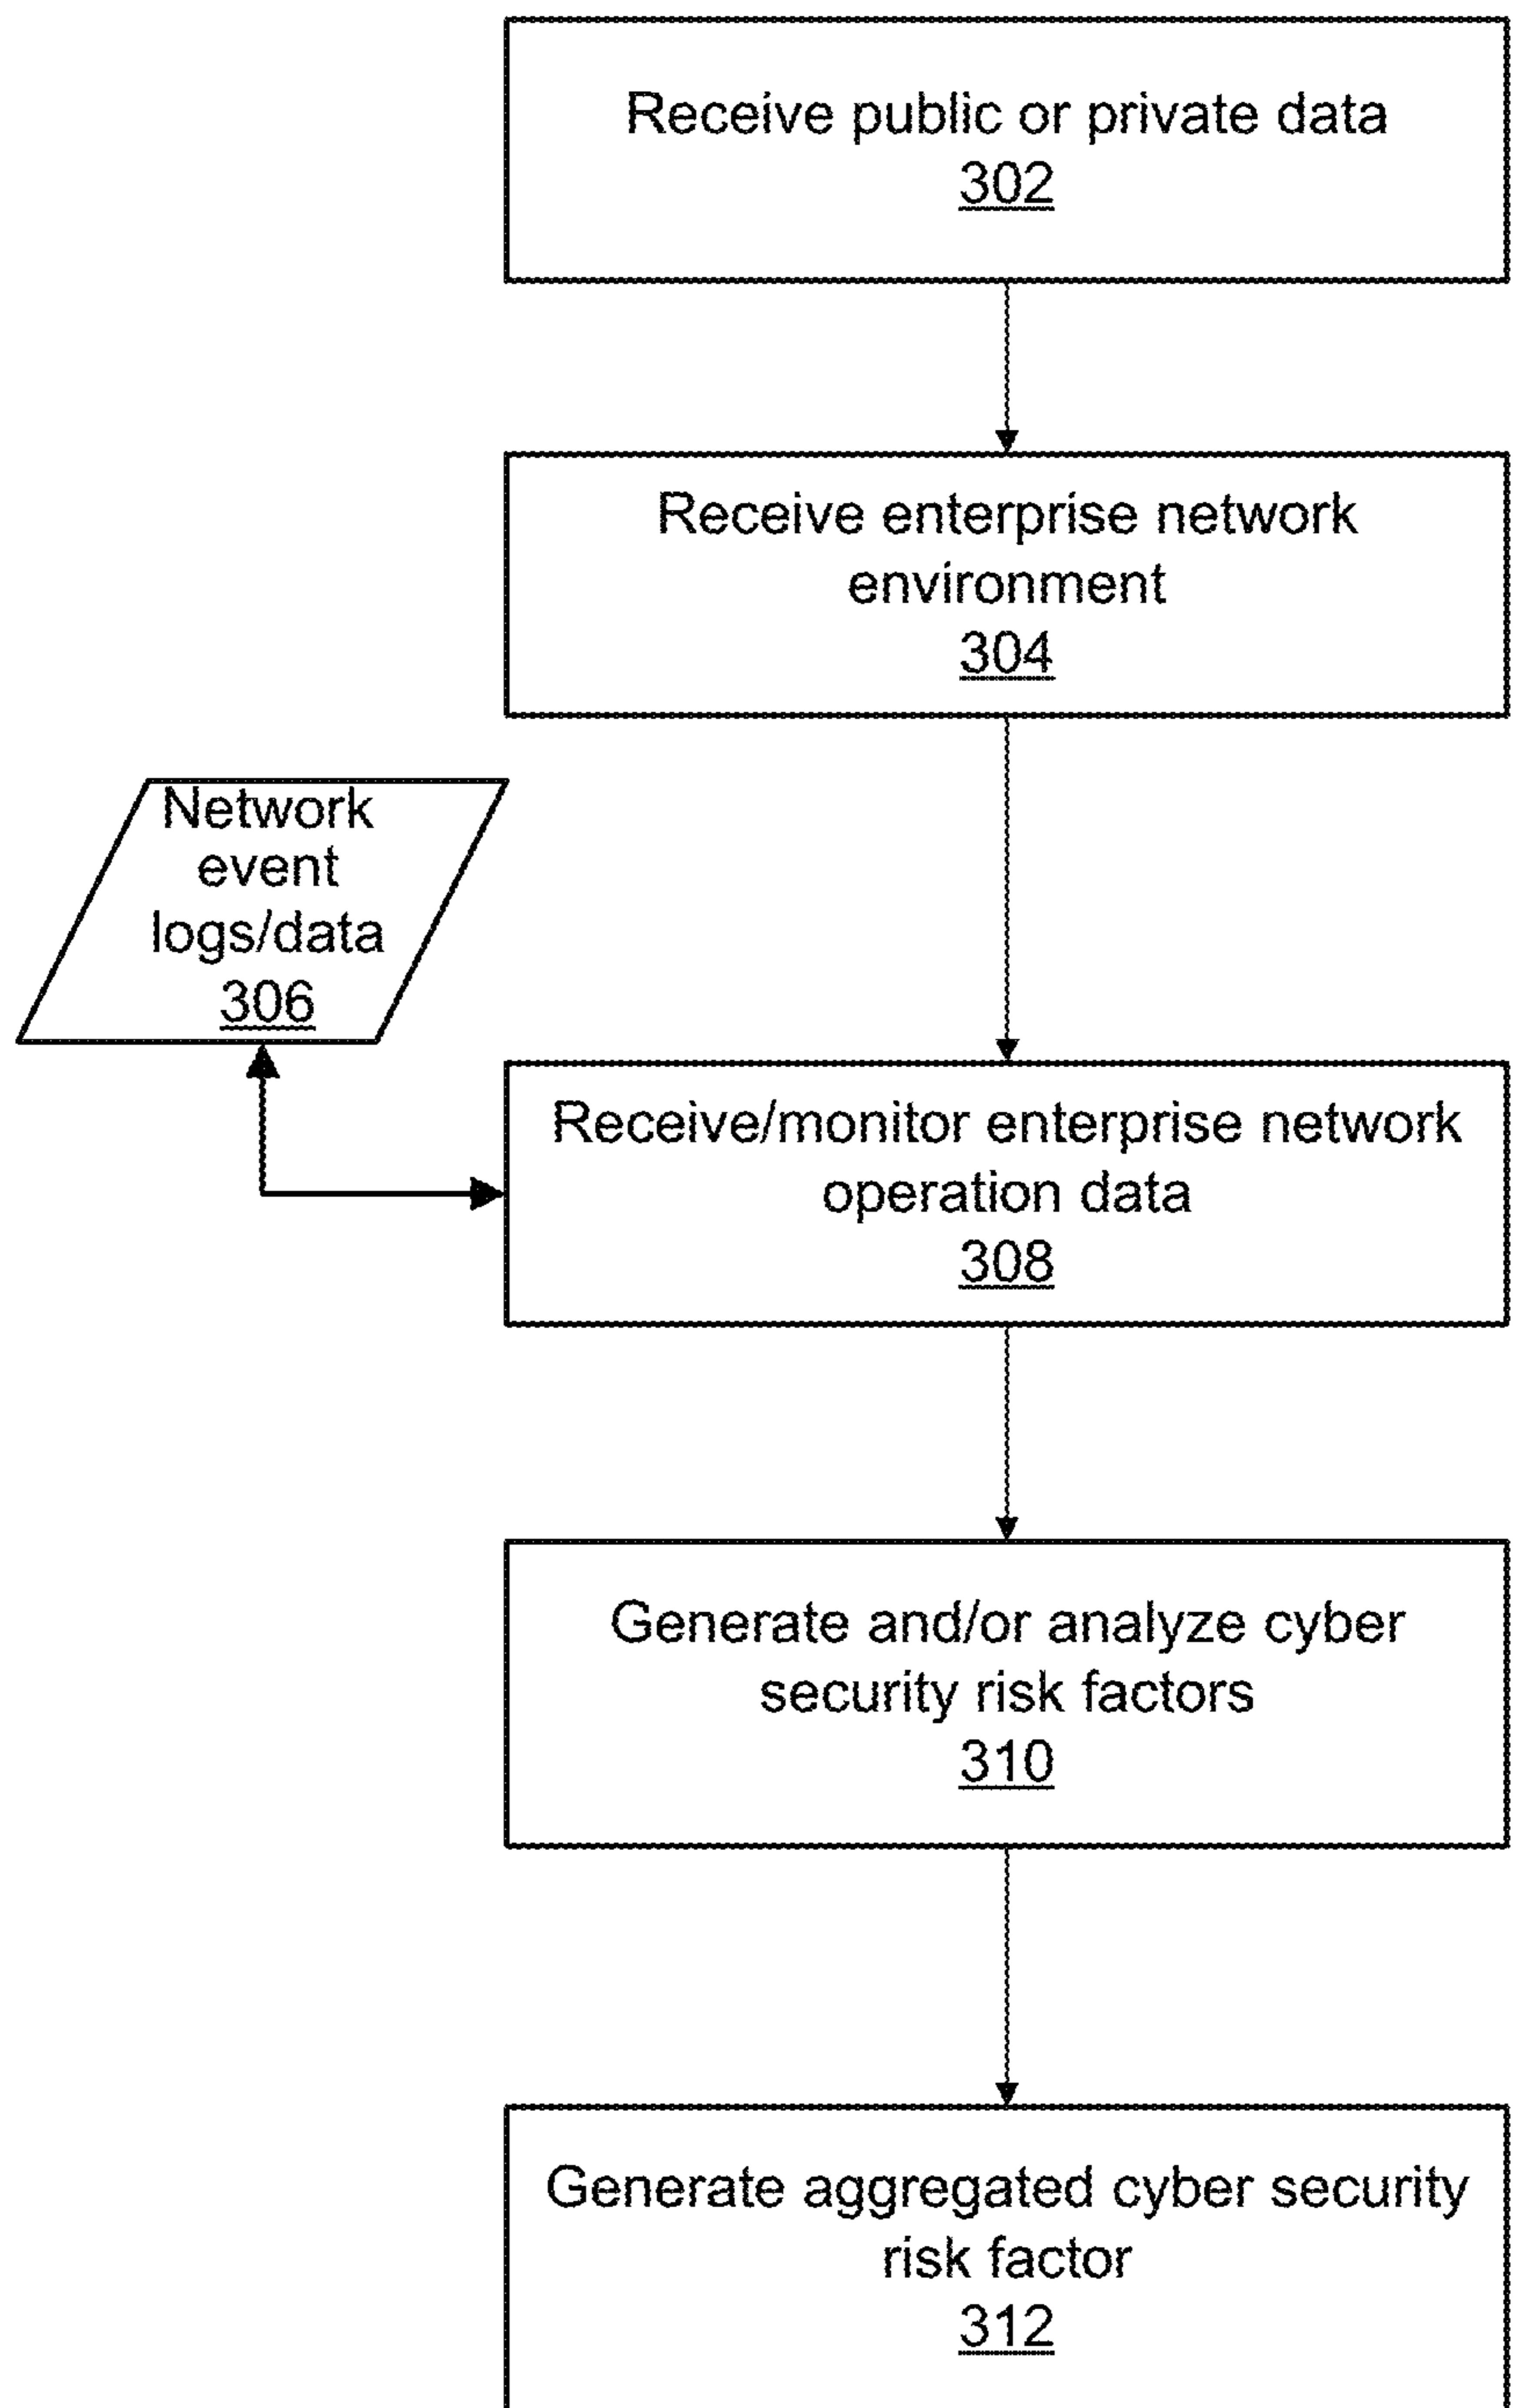 Receive public or private data
302
Receive enterprise network
environment
304
Network
event
logs/data
306
Receive/monitor enterprise network
operation data
308
Generate and/or analyze cyber
security risk factors
310
Generate aggregated cyber security
risk factor
312